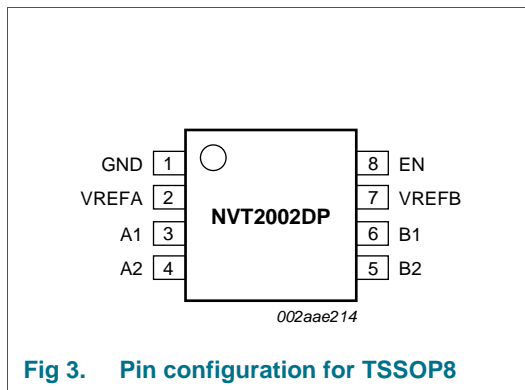 GND 1 8 EN
VREFA 2 7 VREFB
NVT2002DP
A1 3 6 B1
A2 4 5 B2
002aae214
Fig 3. Pin configuration for TSSOP8